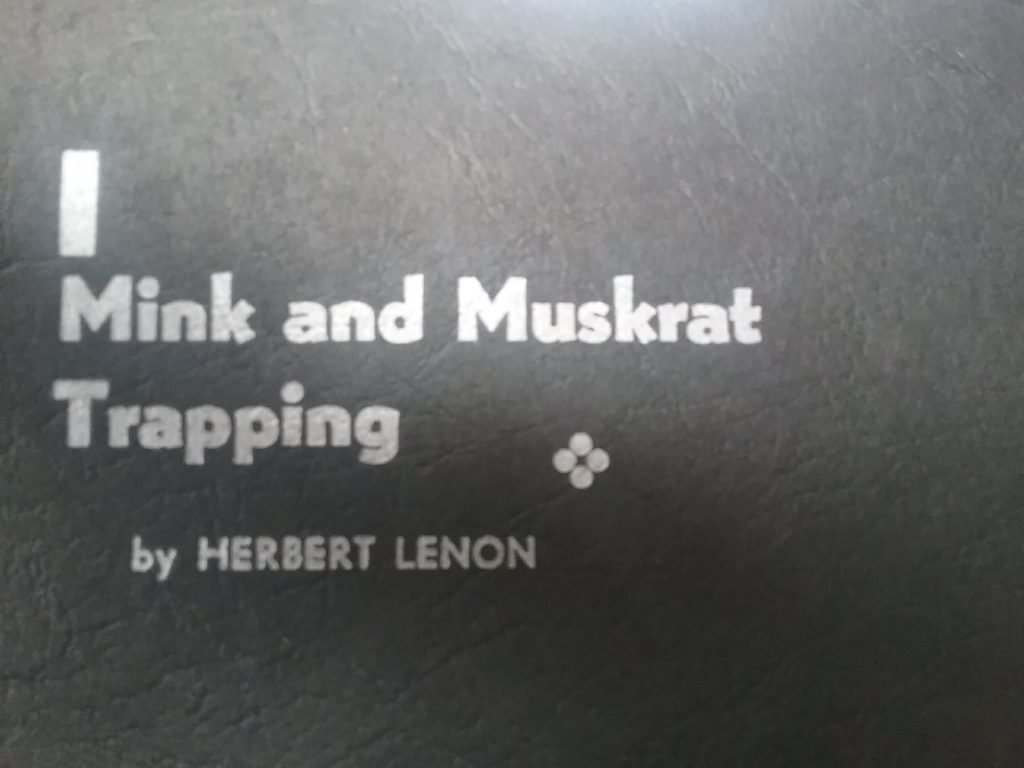 Mink and Muskrat
Trapping
by HERBERT LENON